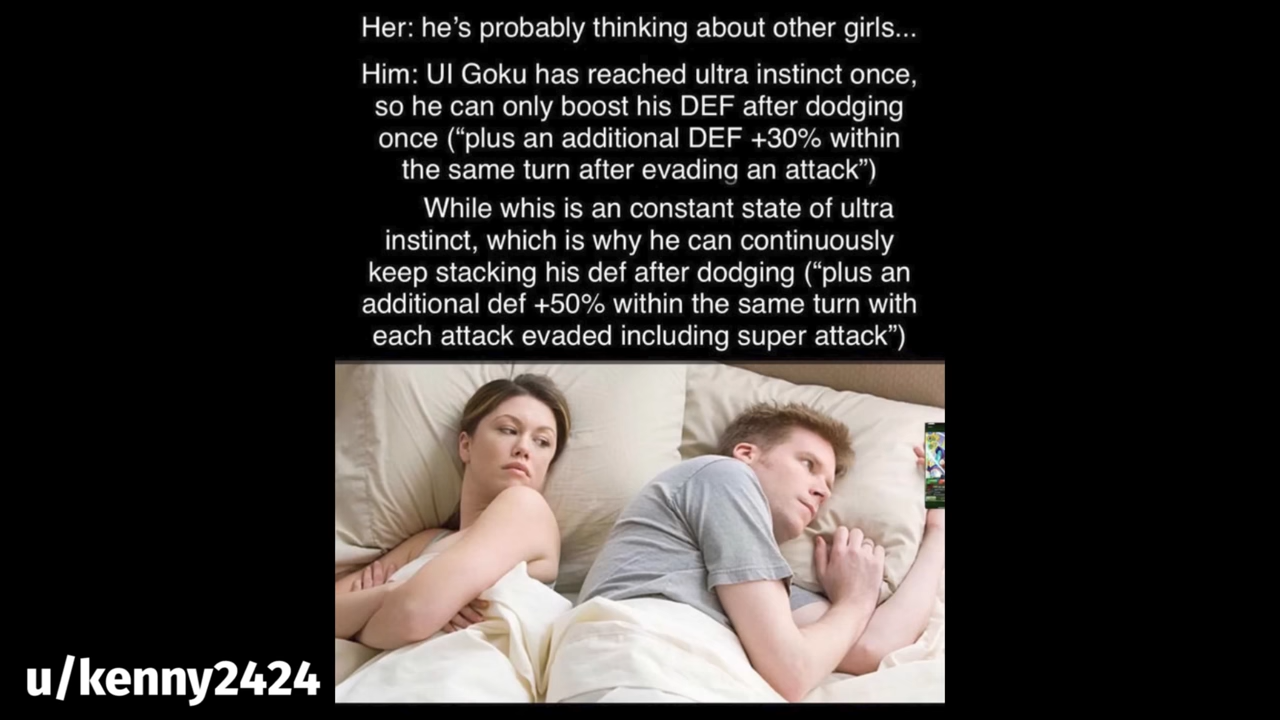 Her: he's probably thinking about other girls...
Him: UI Goku has reached ultra instinct once,
so he can only boost his DEF after dodging
once (“plus an additional DEF +30% within
the same turn after evading an attack”)
While whis is an constant state of ultra
instinct, which is why he can continuously
keep stacking his def after dodging (“plus an
additional def +50% within the same turn with
each attack evaded including super attack”)
u/kenny2424